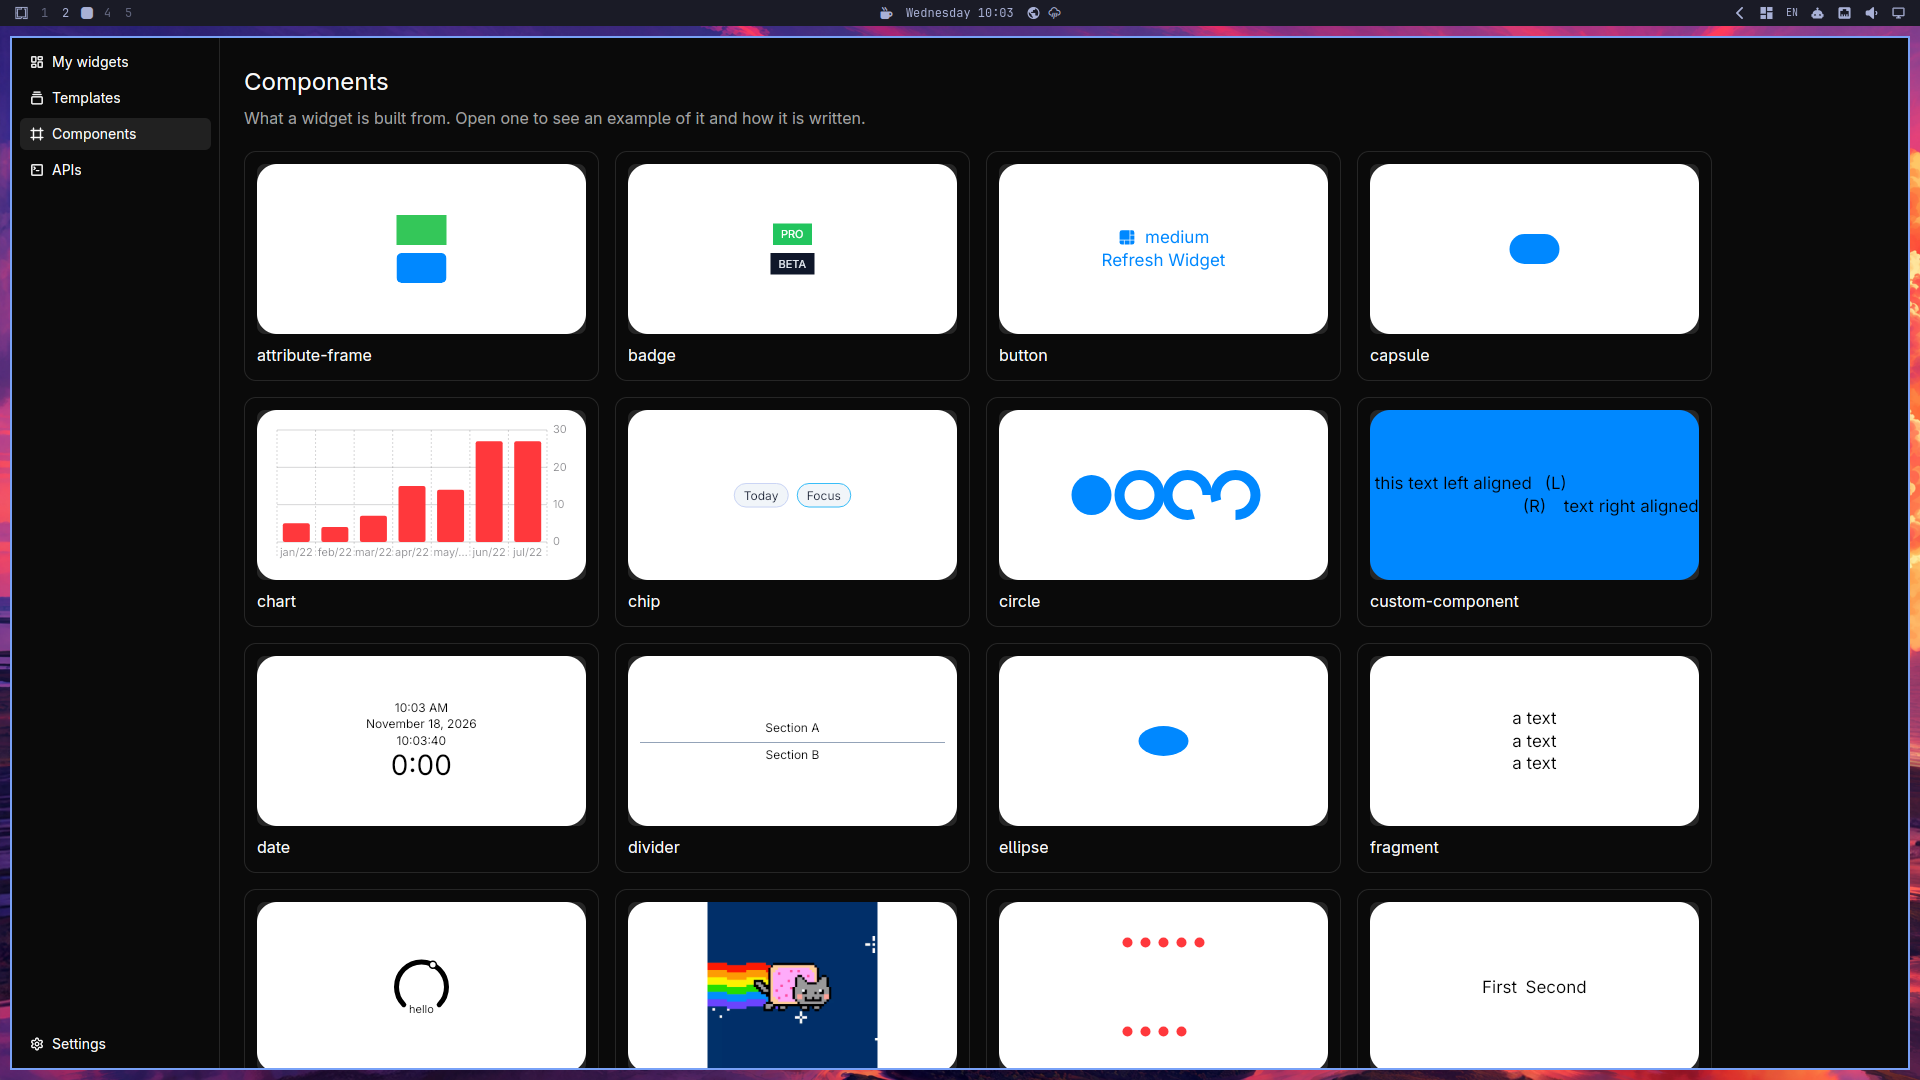 1 2 4 5
Wednesday 10:03
EN
My widgets
Templates
Components
APIs
Settings
Components
What a widget is built from. Open one to see an example of it and how it is written.
attribute-frame
PRO
BETA
badge
medium
Refresh Widget
button
capsule
30
20
10
0
jan/22 feb/22 mar/22 apr/22 may/... jun/22 jul/22
chart
Today Focus
chip
circle
this text left aligned (L)
(R) text right aligned
custom-component
10:03 AM
November 18, 2026
10:03:40
0:00
date
Section A
Section B
divider
ellipse
a text
a text
a text
fragment
hello
First Second